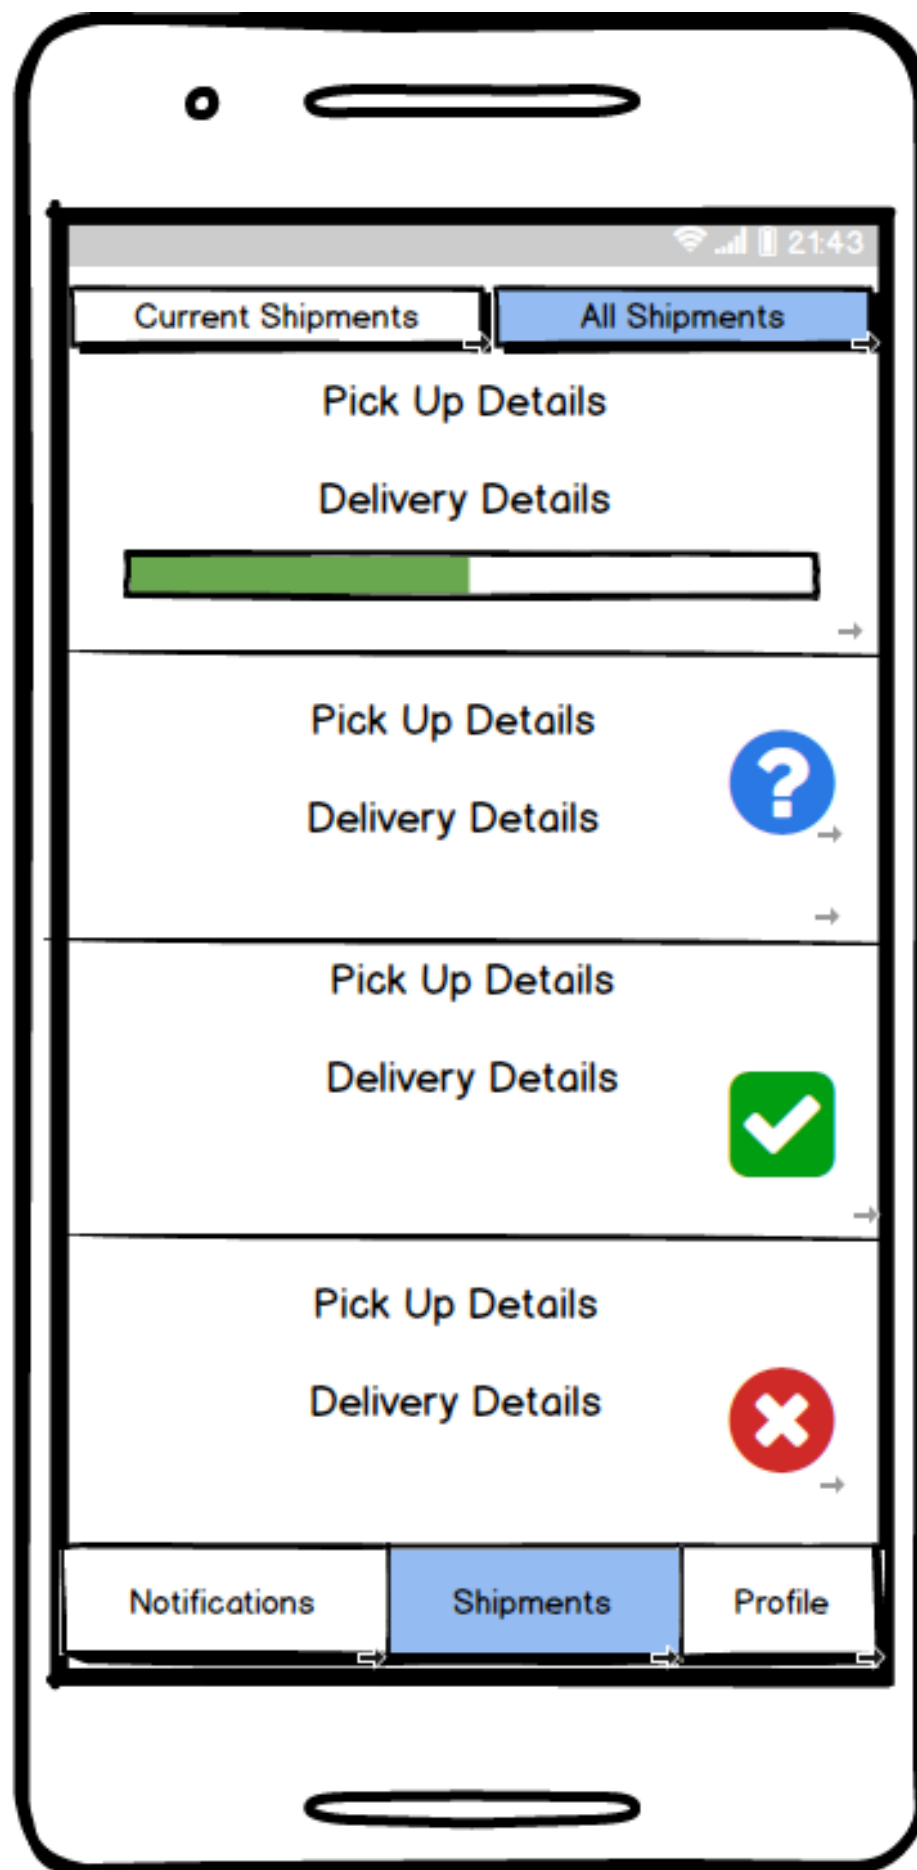 21:43
Current Shipments All Shipments
Pick Up Details
Delivery Details
Pick Up Details
Delivery Details
Pick Up Details
Delivery Details
Pick Up Details
Delivery Details
Notifications Shipments Profile